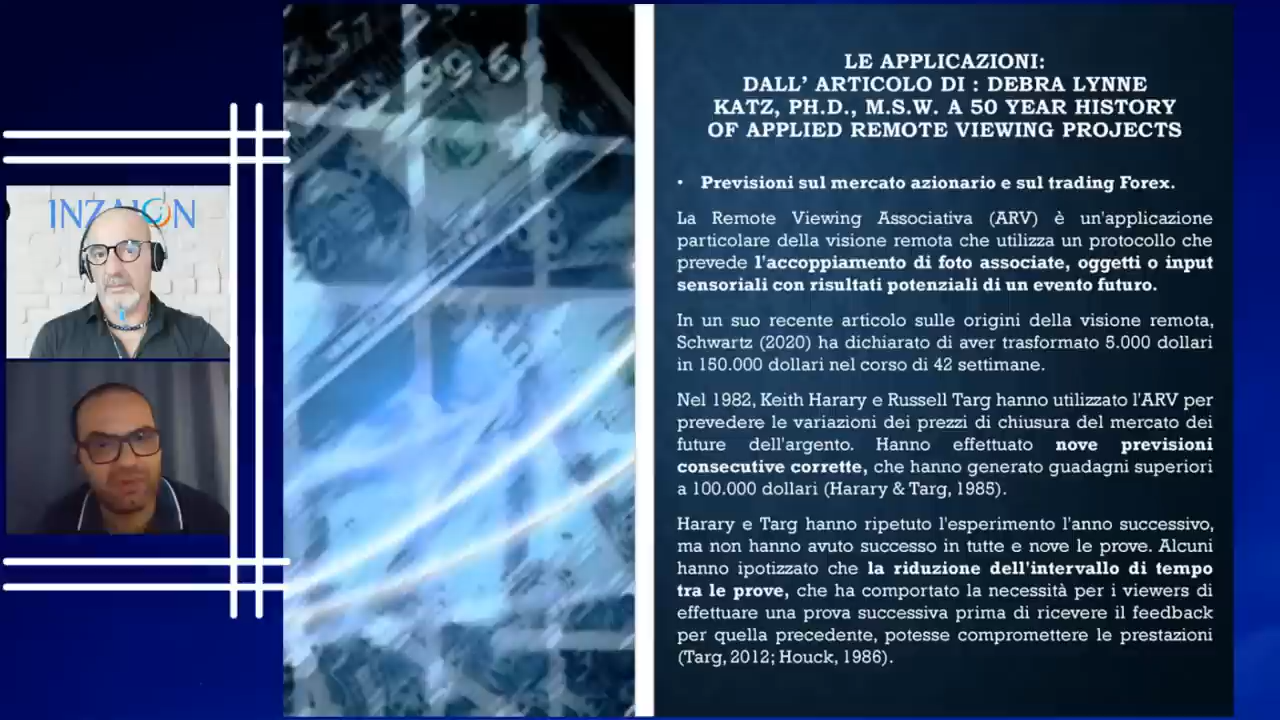 INZAION
7.57
99 6
LE APPLICAZIONI:
DALL' ARTICOLO DI : DEBRA LYNNE
KATZ, PH.D., M.S.W. A 50 YEAR HISTORY
OF APPLIED REMOTE VIEWING PROJECTS
• Previsioni sul mercato azionario e sul trading Forex.
La Remote Viewing Associativa (ARV) è un'applicazione
particolare della visione remota che utilizza un protocollo che
prevede l'accoppiamento di foto associate, oggetti o input
sensoriali con risultati potenziali di un evento futuro.
In un suo recente articolo sulle origini della visione remota,
Schwartz (2020) ha dichiarato di aver trasformato 5.000 dollari
in 150.000 dollari nel corso di 42 settimane.
Nel 1982, Keith Harary e Russell Targ hanno utilizzato l'ARV per
prevedere le variazioni dei prezzi di chiusura del mercato dei
future dell'argento. Hanno effettuato nove previsioni
consecutive corrette, che hanno generato guadagni superiori
a 100.000 dollari (Harary & Targ, 1985).
Harary e Targ hanno ripetuto l'esperimento l'anno successivo,
ma non hanno avuto successo in tutte e nove le prove. Alcuni
hanno ipotizzato che la riduzione dell'intervallo di tempo
tra le prove, che ha comportato la necessità per i viewers di
effettuare una prova successiva prima di ricevere il feedback
per quella precedente, potesse compromettere le prestazioni
(Targ, 2012; Houck, 1986).